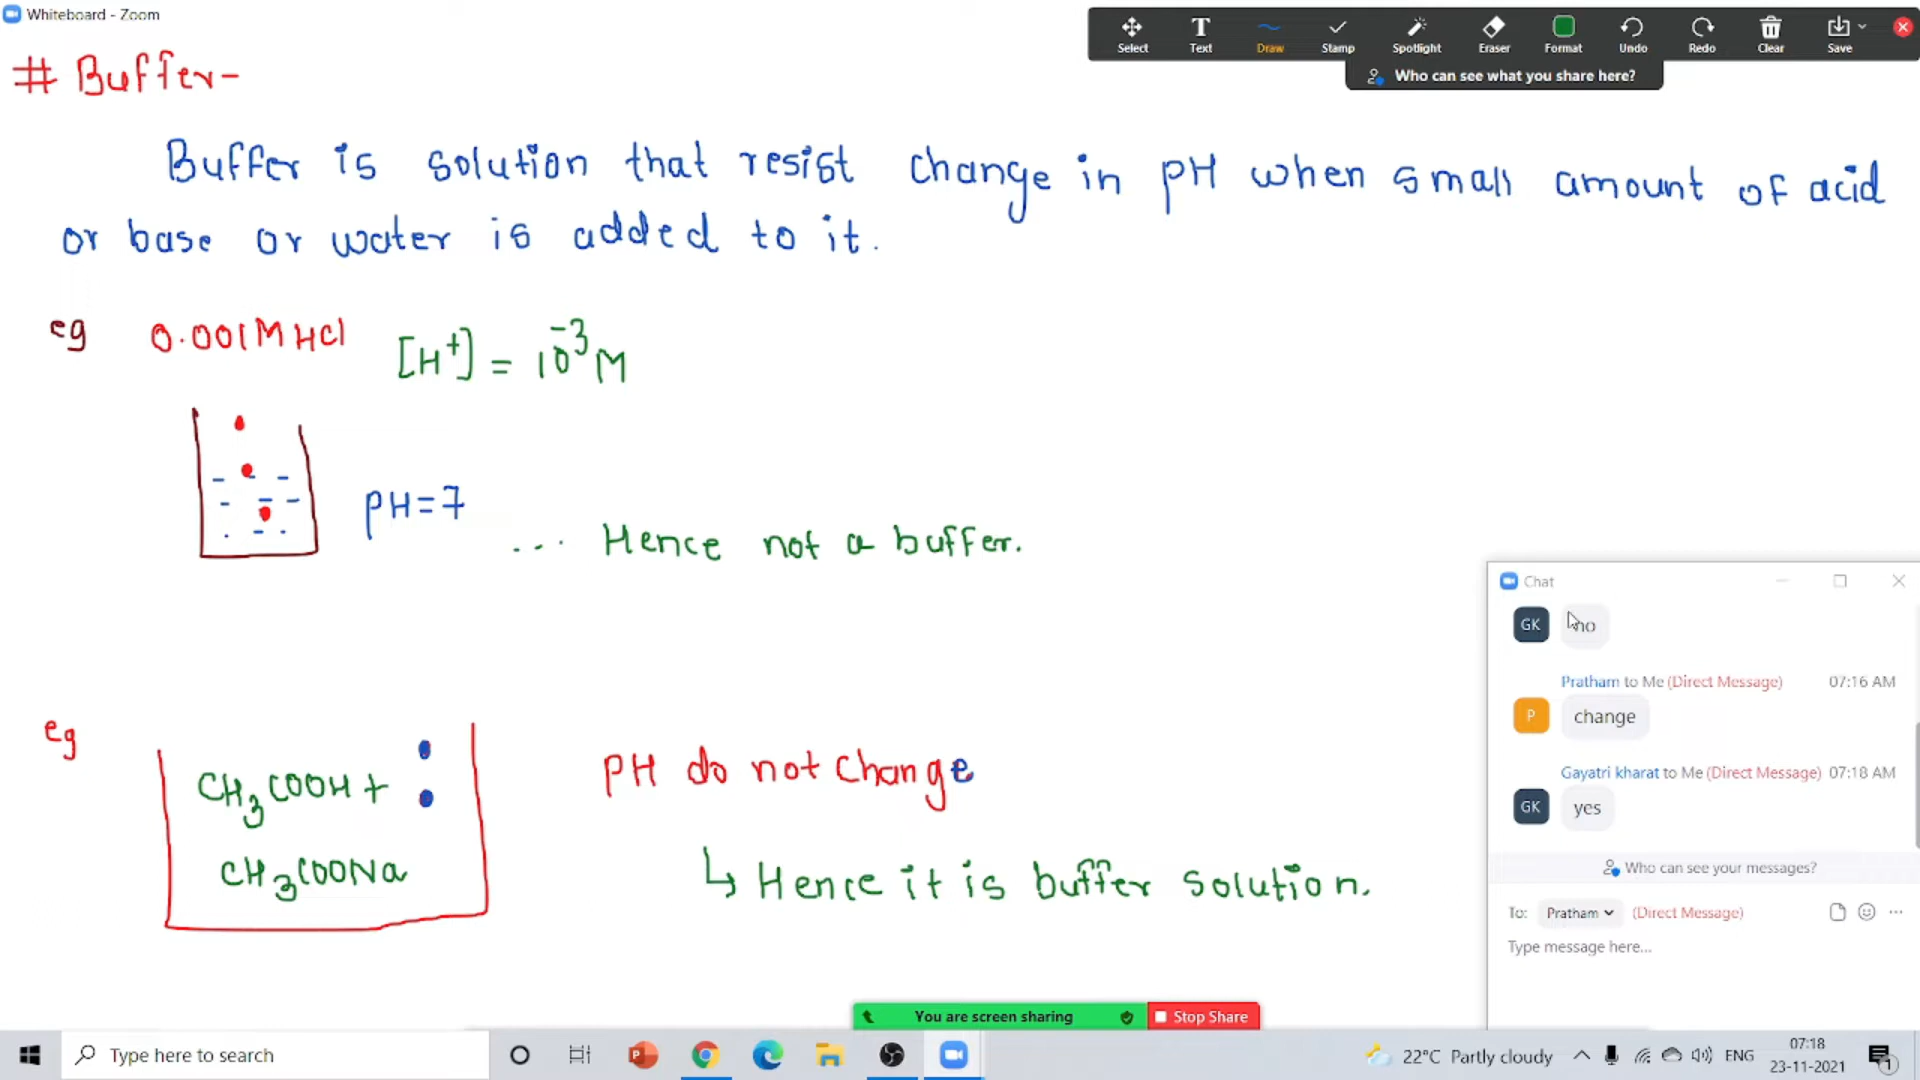 Whiteboard - Zoom
Select Text Draw Stamp Spotlight Eraser Format Undo Redo Clear Save
Who can see what you share here?
# Buffer-
Buffer is solution that resist change in pH when small amount of acid
or base or water is added to it.
eg 0.001M HCl [H⁺] = 10⁻³ M
pH = 7
... Hence not a buffer.
eg
CH₃COOH +
CH₃COONa
PH do not change
↳ Hence it is buffer solution.
Chat
GK no
Pratham to Me (Direct Message) 07:16 AM
P change
Gayatri kharat to Me (Direct Message) 07:18 AM
GK yes
Who can see your messages?
To: Pratham (Direct Message)
Type message here...
You are screen sharing Stop Share
Type here to search
22°C Partly cloudy ENG 07:18
23-11-2021
1